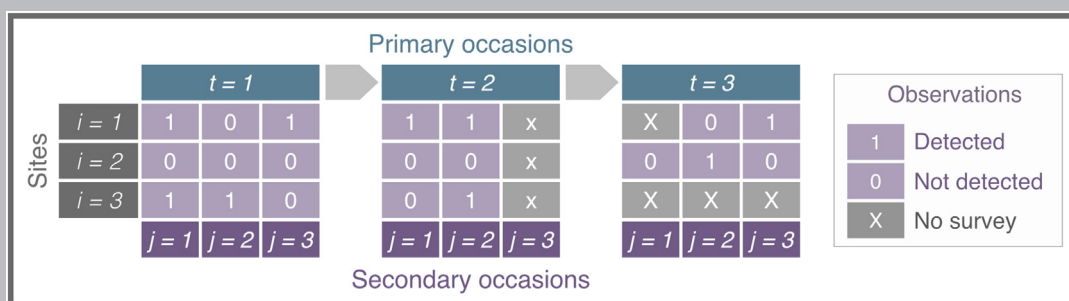 Primary occasions
t = 1 t = 2 t = 3
Sites
i = 1 1 0 1 1 1 x X 0 1
i = 2 0 0 0 0 0 x 0 1 0
i = 3 1 1 0 0 1 x X X X
j = 1 j = 2 j = 3 j = 1 j = 2 j = 3 j = 1 j = 2 j = 3
Secondary occasions
Observations
1 Detected
0 Not detected
X No survey